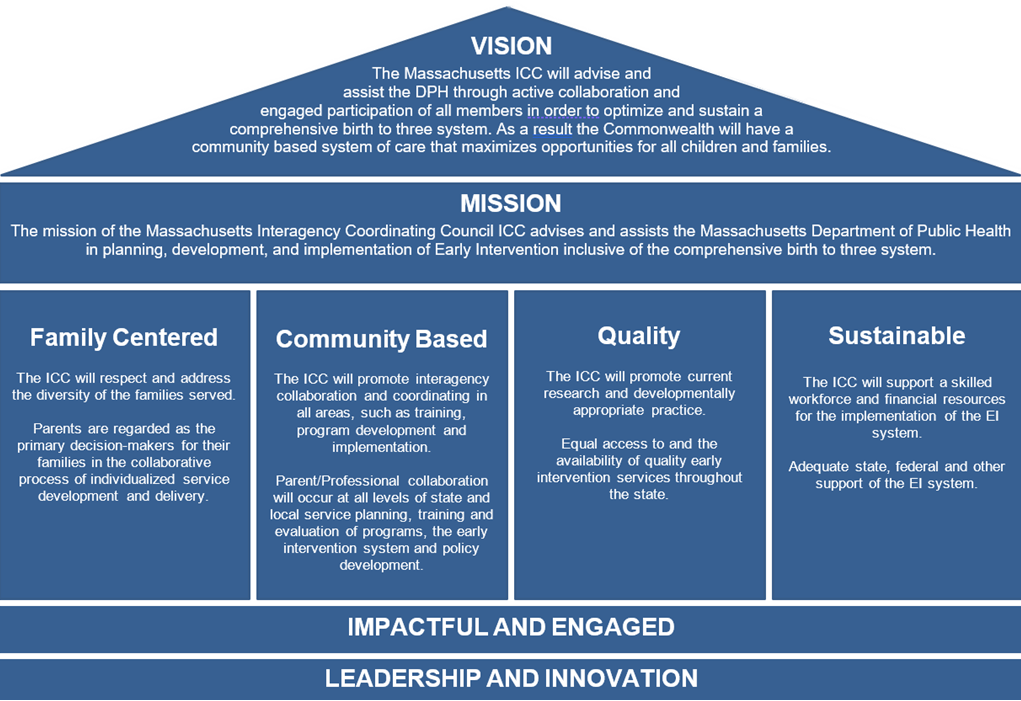 VISION
The Massachusetts ICC will advise and
assist the DPH through active collaboration and
engaged participation of all members in order to optimize and sustain a
comprehensive birth to three system. As a result the Commonwealth will have a
community based system of care that maximizes opportunities for all children and families.
MISSION
The mission of the Massachusetts Interagency Coordinating Council ICC advises and assists the Massachusetts Department of Public Health
in planning, development, and implementation of Early Intervention inclusive of the comprehensive birth to three system.
Family Centered
The ICC will respect and address
the diversity of the families served.
Parents are regarded as the
primary decision-makers for their
families in the collaborative
process of individualized service
development and delivery.
Community Based
The ICC will promote interagency
collaboration and coordinating in
all areas, such as training,
program development and
implementation.
Parent/Professional collaboration
will occur at all levels of state and
local service planning, training and
evaluation of programs, the early
intervention system and policy
development.
Quality
The ICC will promote current
research and developmentally
appropriate practice.
Equal access to and the
availability of quality early
intervention services throughout
the state.
Sustainable
The ICC will support a skilled
workforce and financial resources
for the implementation of the EI
system.
Adequate state, federal and other
support of the EI system.
IMPACTFUL AND ENGAGED
LEADERSHIP AND INNOVATION